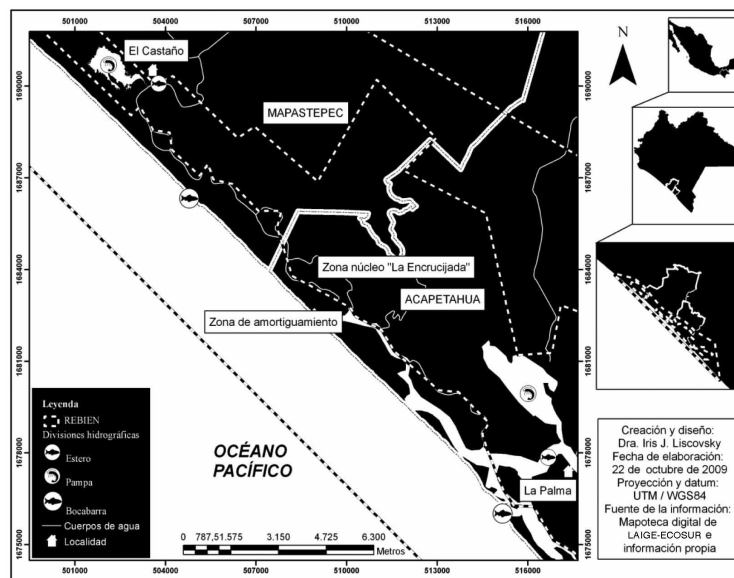 501000 504000 507000 510000 513000 516000
El Castaño
N
1690000
1690000
MAPASTEPEC
1687000
1687000
1684000
1684000
Zona núcleo "La Encrucijada"
ACAPETAHUA
Zona de amortiguamiento
1681000
1681000
Leyenda
REBIEN
Divisiones hidrográficas
Estero
Pampa
Bocabarra
Cuerpos de agua
Localidad
OCÉANO
PACÍFICO
1678000
1678000
La Palma
0 787,5 1.575 3.150 4.725 6.300
Metros
1675000
1675000
501000 504000 507000 510000 513000 516000
Creación y diseño:
Dra. Iris J. Liscovsky
Fecha de elaboración:
22 de octubre de 2009
Proyección y datum:
UTM / WGS84
Fuente de la información:
Mapoteca digital de
LAIGE-ECOSUR e
información propia